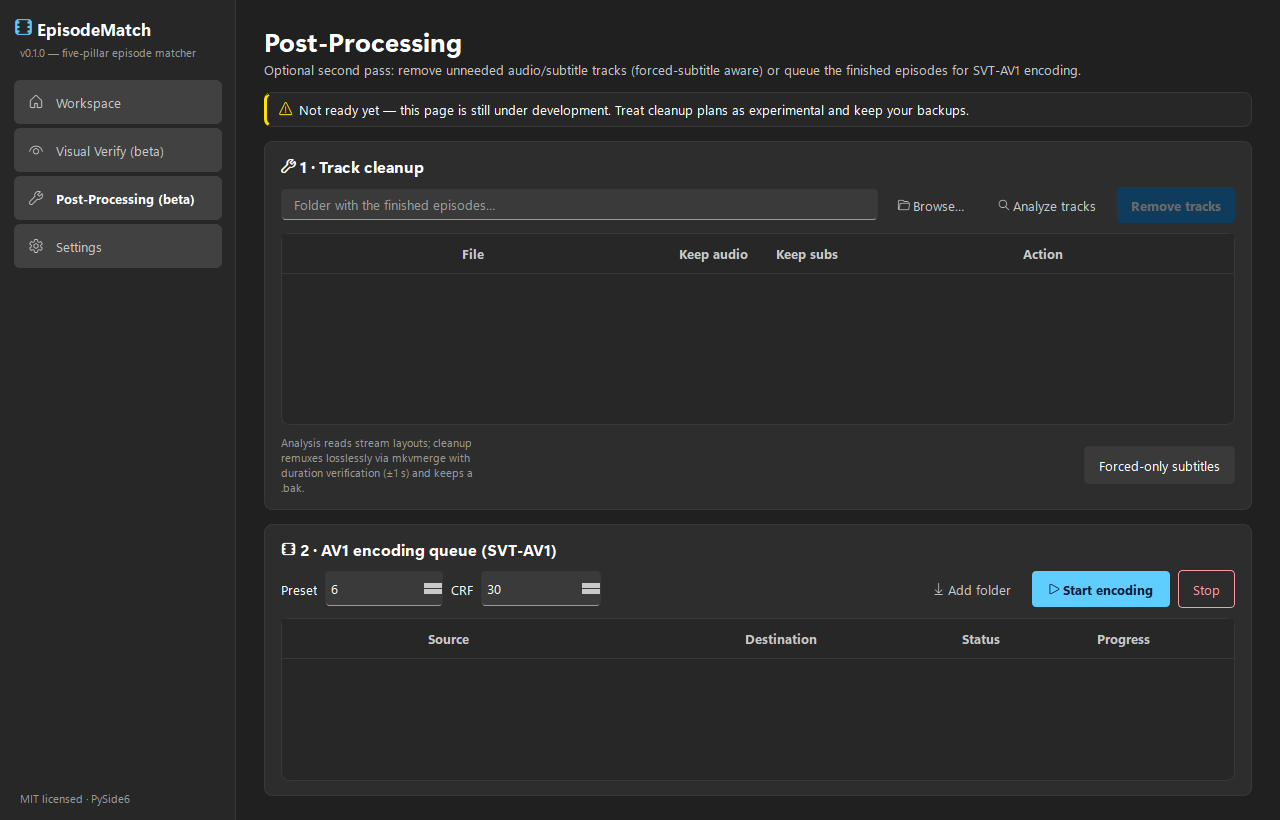 EpisodeMatch
v0.1.0 — five-pillar episode matcher
Workspace
Visual Verify (beta)
Post-Processing (beta)
Settings
MIT licensed · PySide6
Post-Processing
Optional second pass: remove unneeded audio/subtitle tracks (forced-subtitle aware) or queue the finished episodes for SVT-AV1 encoding.
Not ready yet — this page is still under development. Treat cleanup plans as experimental and keep your backups.
1 · Track cleanup
Folder with the finished episodes... Browse... Analyze tracks Remove tracks
File Keep audio Keep subs Action
Analysis reads stream layouts; cleanup
remuxes losslessly via mkvmerge with
duration verification (±1 s) and keeps a
.bak.
Forced-only subtitles
2 · AV1 encoding queue (SVT-AV1)
Preset 6 CRF 30 Add folder Start encoding Stop
Source Destination Status Progress